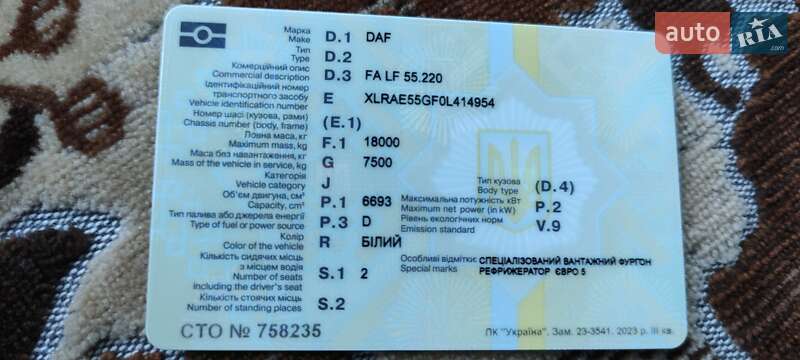 auto RIA
Марка
Make D.1 DAF
Тип
Type D.2
Комерційний опис
Commercial description D.3 FA LF 55.220
Ідентифікаційний номер
транспортного засобу
Vehicle identification number E XLRAE55GF0L414954
Номер шасі (кузова, рами)
Chassis number (body, frame) (E.1)
Повна маса, кг
Maximum mass, kg F.1 18000
Маса без навантаження, кг
Mass of the vehicle in service, kg G 7500
Категорія
Vehicle category J
Тип кузова
Body type (D.4)
Об'єм двигуна, см³
Capacity, cm³ P.1 6693
Максимальна потужність кВт
Maximum net power (in kW) P.2
Тип палива або джерела енергії
Type of fuel or power source P.3 D
Рівень екологічних норм
Emission standard V.9
Колір
Color of the vehicle R БІЛИЙ
Кількість сидячих місць
з місцем водія
Number of seats
including the driver's seat S.1 2
Особливі відмітки:
Special marks
СПЕЦІАЛІЗОВАНИЙ ВАНТАЖНИЙ ФУРГОН
РЕФРИЖЕРАТОР ЄВРО 5
Кількість стоячих місць
Number of standing places S.2
СТО № 758235
ПК "Україна". Зам. 23-3541. 2023 р. III кв.